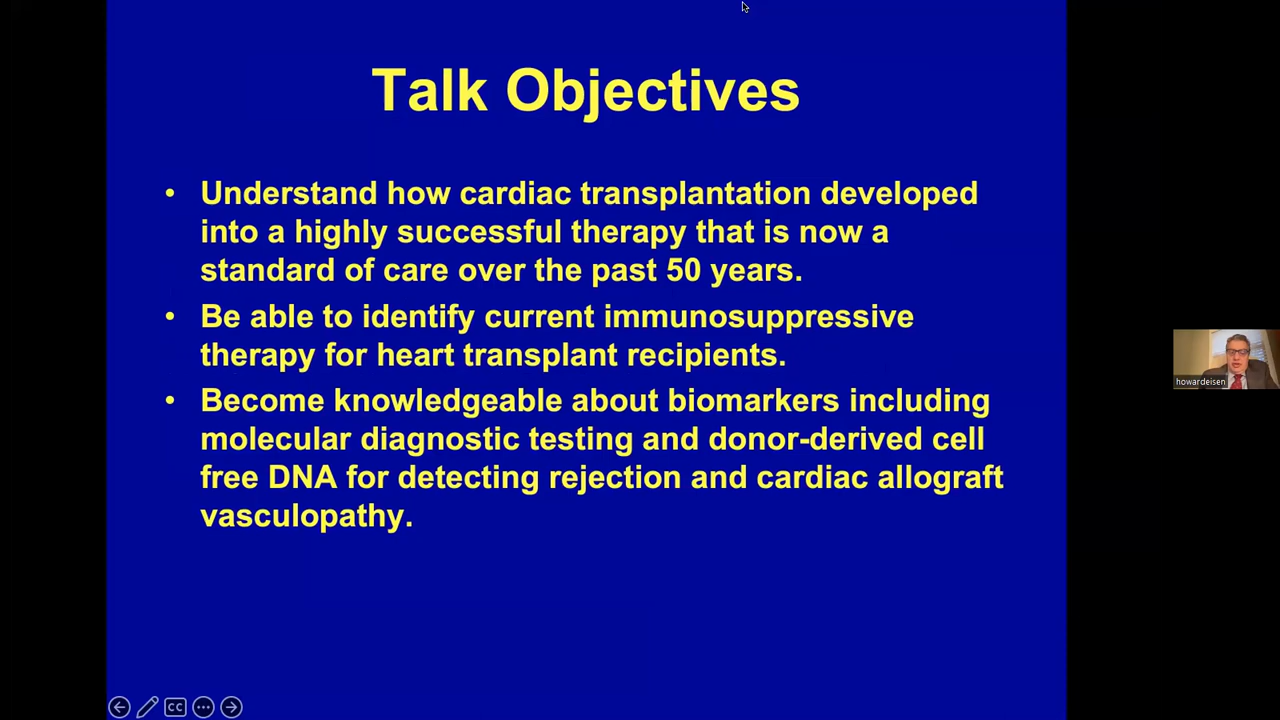 Talk Objectives
• Understand how cardiac transplantation developed
into a highly successful therapy that is now a
standard of care over the past 50 years.
• Be able to identify current immunosuppressive
therapy for heart transplant recipients.
• Become knowledgeable about biomarkers including
molecular diagnostic testing and donor-derived cell
free DNA for detecting rejection and cardiac allograft
vasculopathy.
howardeisen
CC